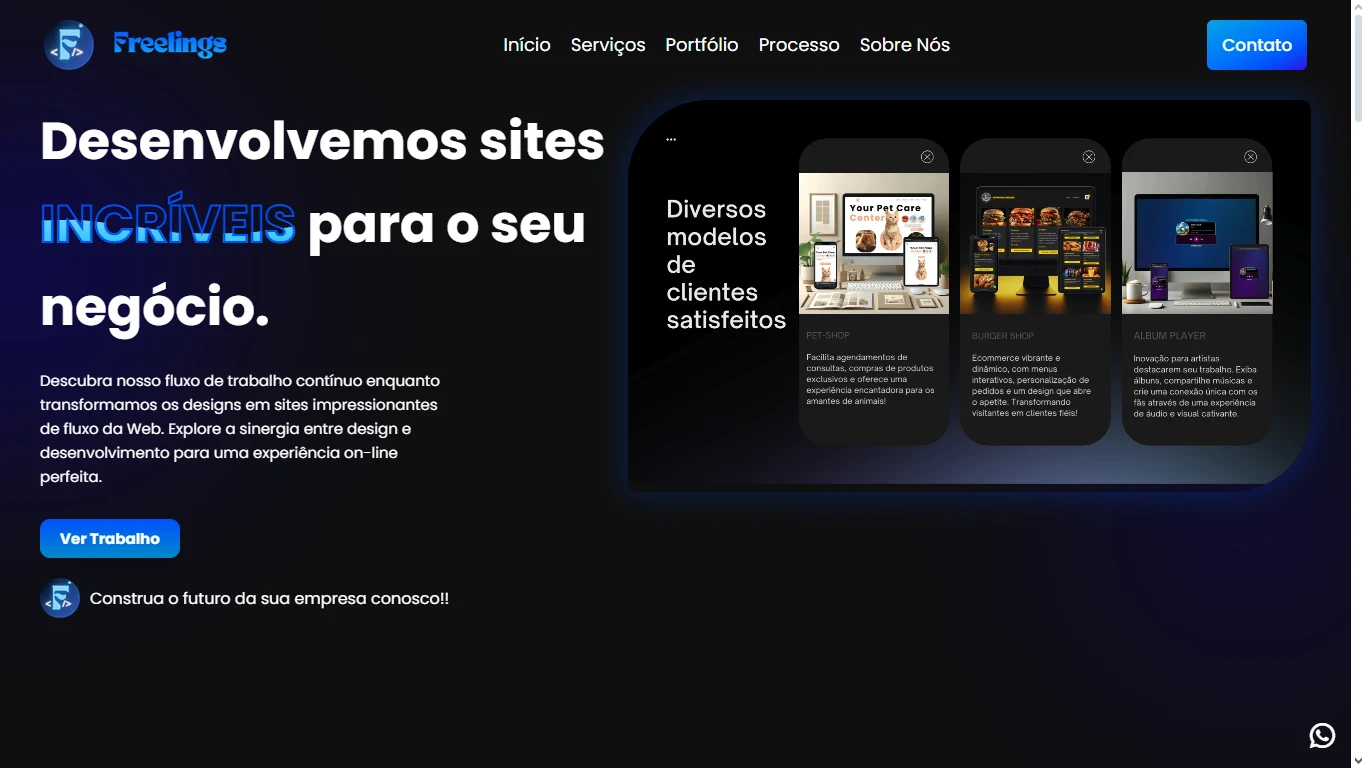 Freelings
Início
Serviços
Portfólio
Processo
Sobre Nós
Contato
Desenvolvemos sites
INCRÍVEIS para o seu
negócio.
Descubra nosso fluxo de trabalho contínuo enquanto
transformamos os designs em sites impressionantes
de fluxo da Web. Explore a sinergia entre design e
desenvolvimento para uma experiência on-line
perfeita.
Ver Trabalho
Construa o futuro da sua empresa conosco!!
...
Diversos
modelos
de
clientes
satisfeitos
Your Pet Care
Center
PET-SHOP
Facilita agendamentos de
consultas, compras de produtos
exclusivos e oferece uma
experiência encantadora para os
amantes de animais!
BURGER SHOP
Ecommerce vibrante e
dinâmico, com menus
interativos, personalização de
pedidos e um design que abre
o apetite. Transformando
visitantes em clientes fiéis!
ALBUM PLAYER
Inovação para artistas
destacarem seu trabalho. Exiba
álbuns, compartilhe músicas e
crie uma conexão única com os
fãs através de uma experiência
de áudio e visual cativante.